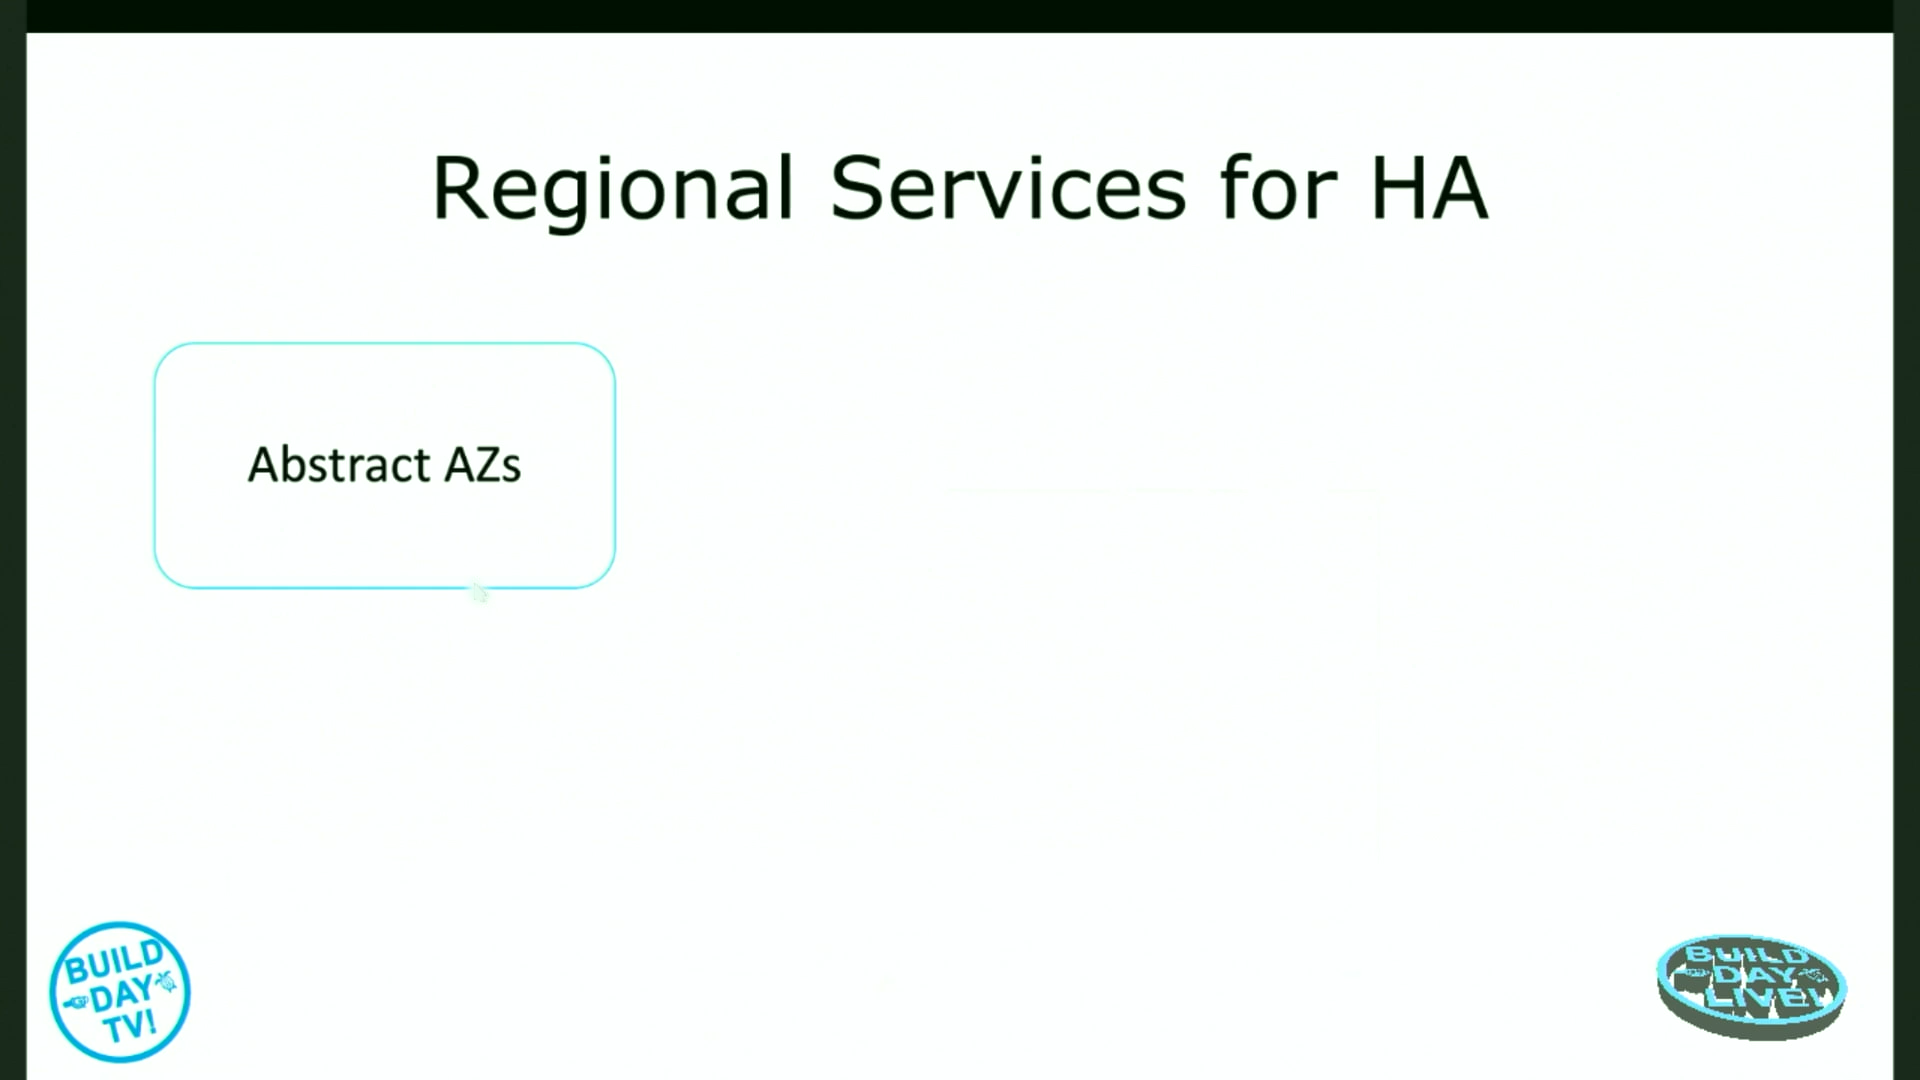 Regional Services for HA
Abstract AZs
BUILD
DAY
TV!
BUILD
DAY
LIVE!